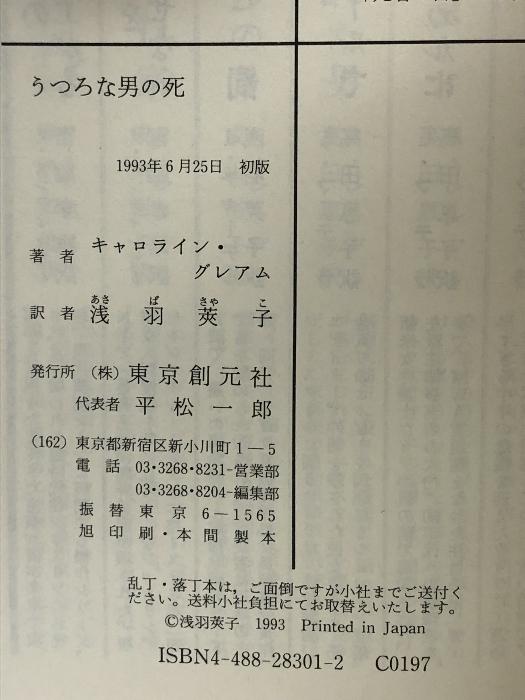 うつろな男の死
1993年6月25日 初版
著者 キャロライン・
グレアム
訳者 浅羽莢子
あさ ば さや こ
発行所 (株) 東京創元社
代表者 平松一郎
(162) 東京都新宿区新小川町1−5
電話 03・3268・8231-営業部
03・3268・8204-編集部
振替東京6−1565
旭印刷・本間製本
乱丁・落丁本は,ご面倒ですが小社までご送付く
ださい。送料小社負担にてお取替えいたします。
©浅羽莢子 1993 Printed in Japan
ISBN4-488-28301-2 C0197